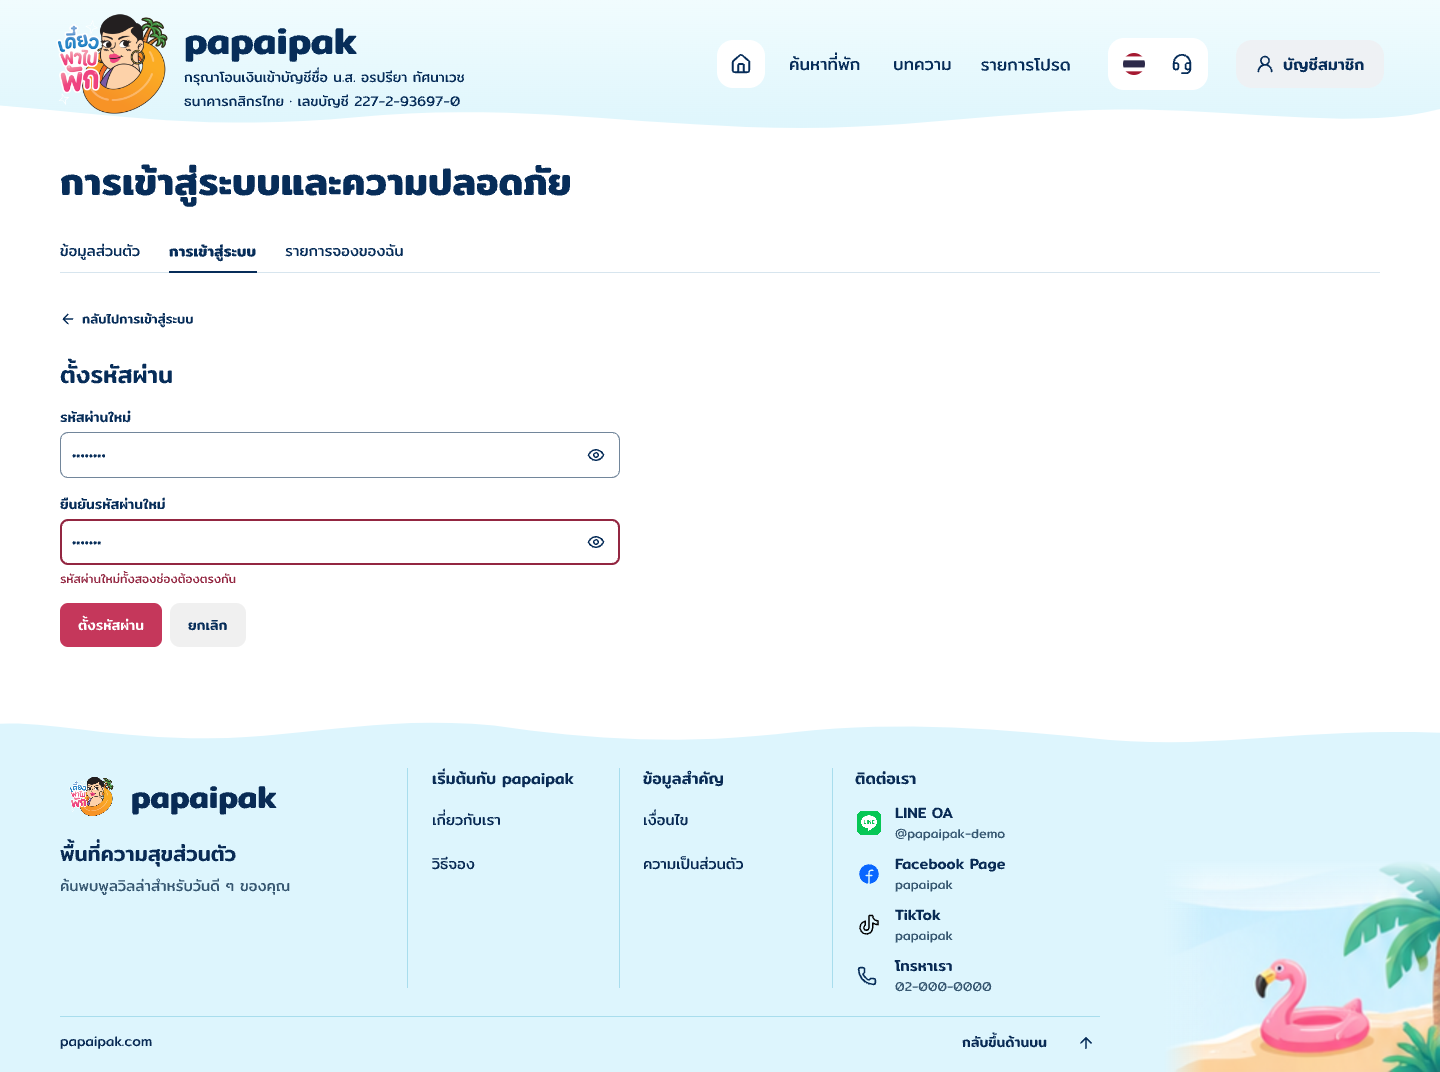 เดี๋ยว
พาไป
พัก
papaipak
กรุณาโอนเงินเข้าบัญชีชื่อ น.ส. อรปรียา ทัศนาเวช
ธนาคารกสิกรไทย · เลขบัญชี 227-2-93697-0
ค้นหาที่พัก
บทความ
รายการโปรด
บัญชีสมาชิก
การเข้าสู่ระบบและความปลอดภัย
ข้อมูลส่วนตัว
การเข้าสู่ระบบ
รายการจองของฉัน
กลับไปการเข้าสู่ระบบ
ตั้งรหัสผ่าน
รหัสผ่านใหม่
••••••••
ยืนยันรหัสผ่านใหม่
•••••••
รหัสผ่านใหม่ทั้งสองช่องต้องตรงกัน
ตั้งรหัสผ่าน
ยกเลิก
เดี๋ยว
พาไป
พัก
papaipak
พื้นที่ความสุขส่วนตัว
ค้นพบพูลวิลล่าสำหรับวันดี ๆ ของคุณ
เริ่มต้นกับ papaipak
เกี่ยวกับเรา
วิธีจอง
ข้อมูลสำคัญ
เงื่อนไข
ความเป็นส่วนตัว
ติดต่อเรา
LINE
LINE OA
@papaipak-demo
Facebook Page
papaipak
TikTok
papaipak
โทรหาเรา
02-000-0000
papaipak.com
กลับขึ้นด้านบน